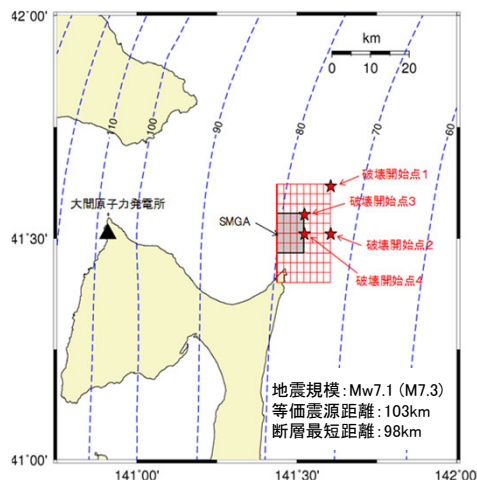 42°00'
km
0 10 20
110
100
90
80
70
60
破壊開始点1
大間原子力発電所
破壊開始点3
SMGA
41°30'
破壊開始点2
破壊開始点4
地震規模:Mw7.1 (M7.3)
等価震源距離:103km
断層最短距離:98km
41°00'
141°00' 141°30' 142°00'